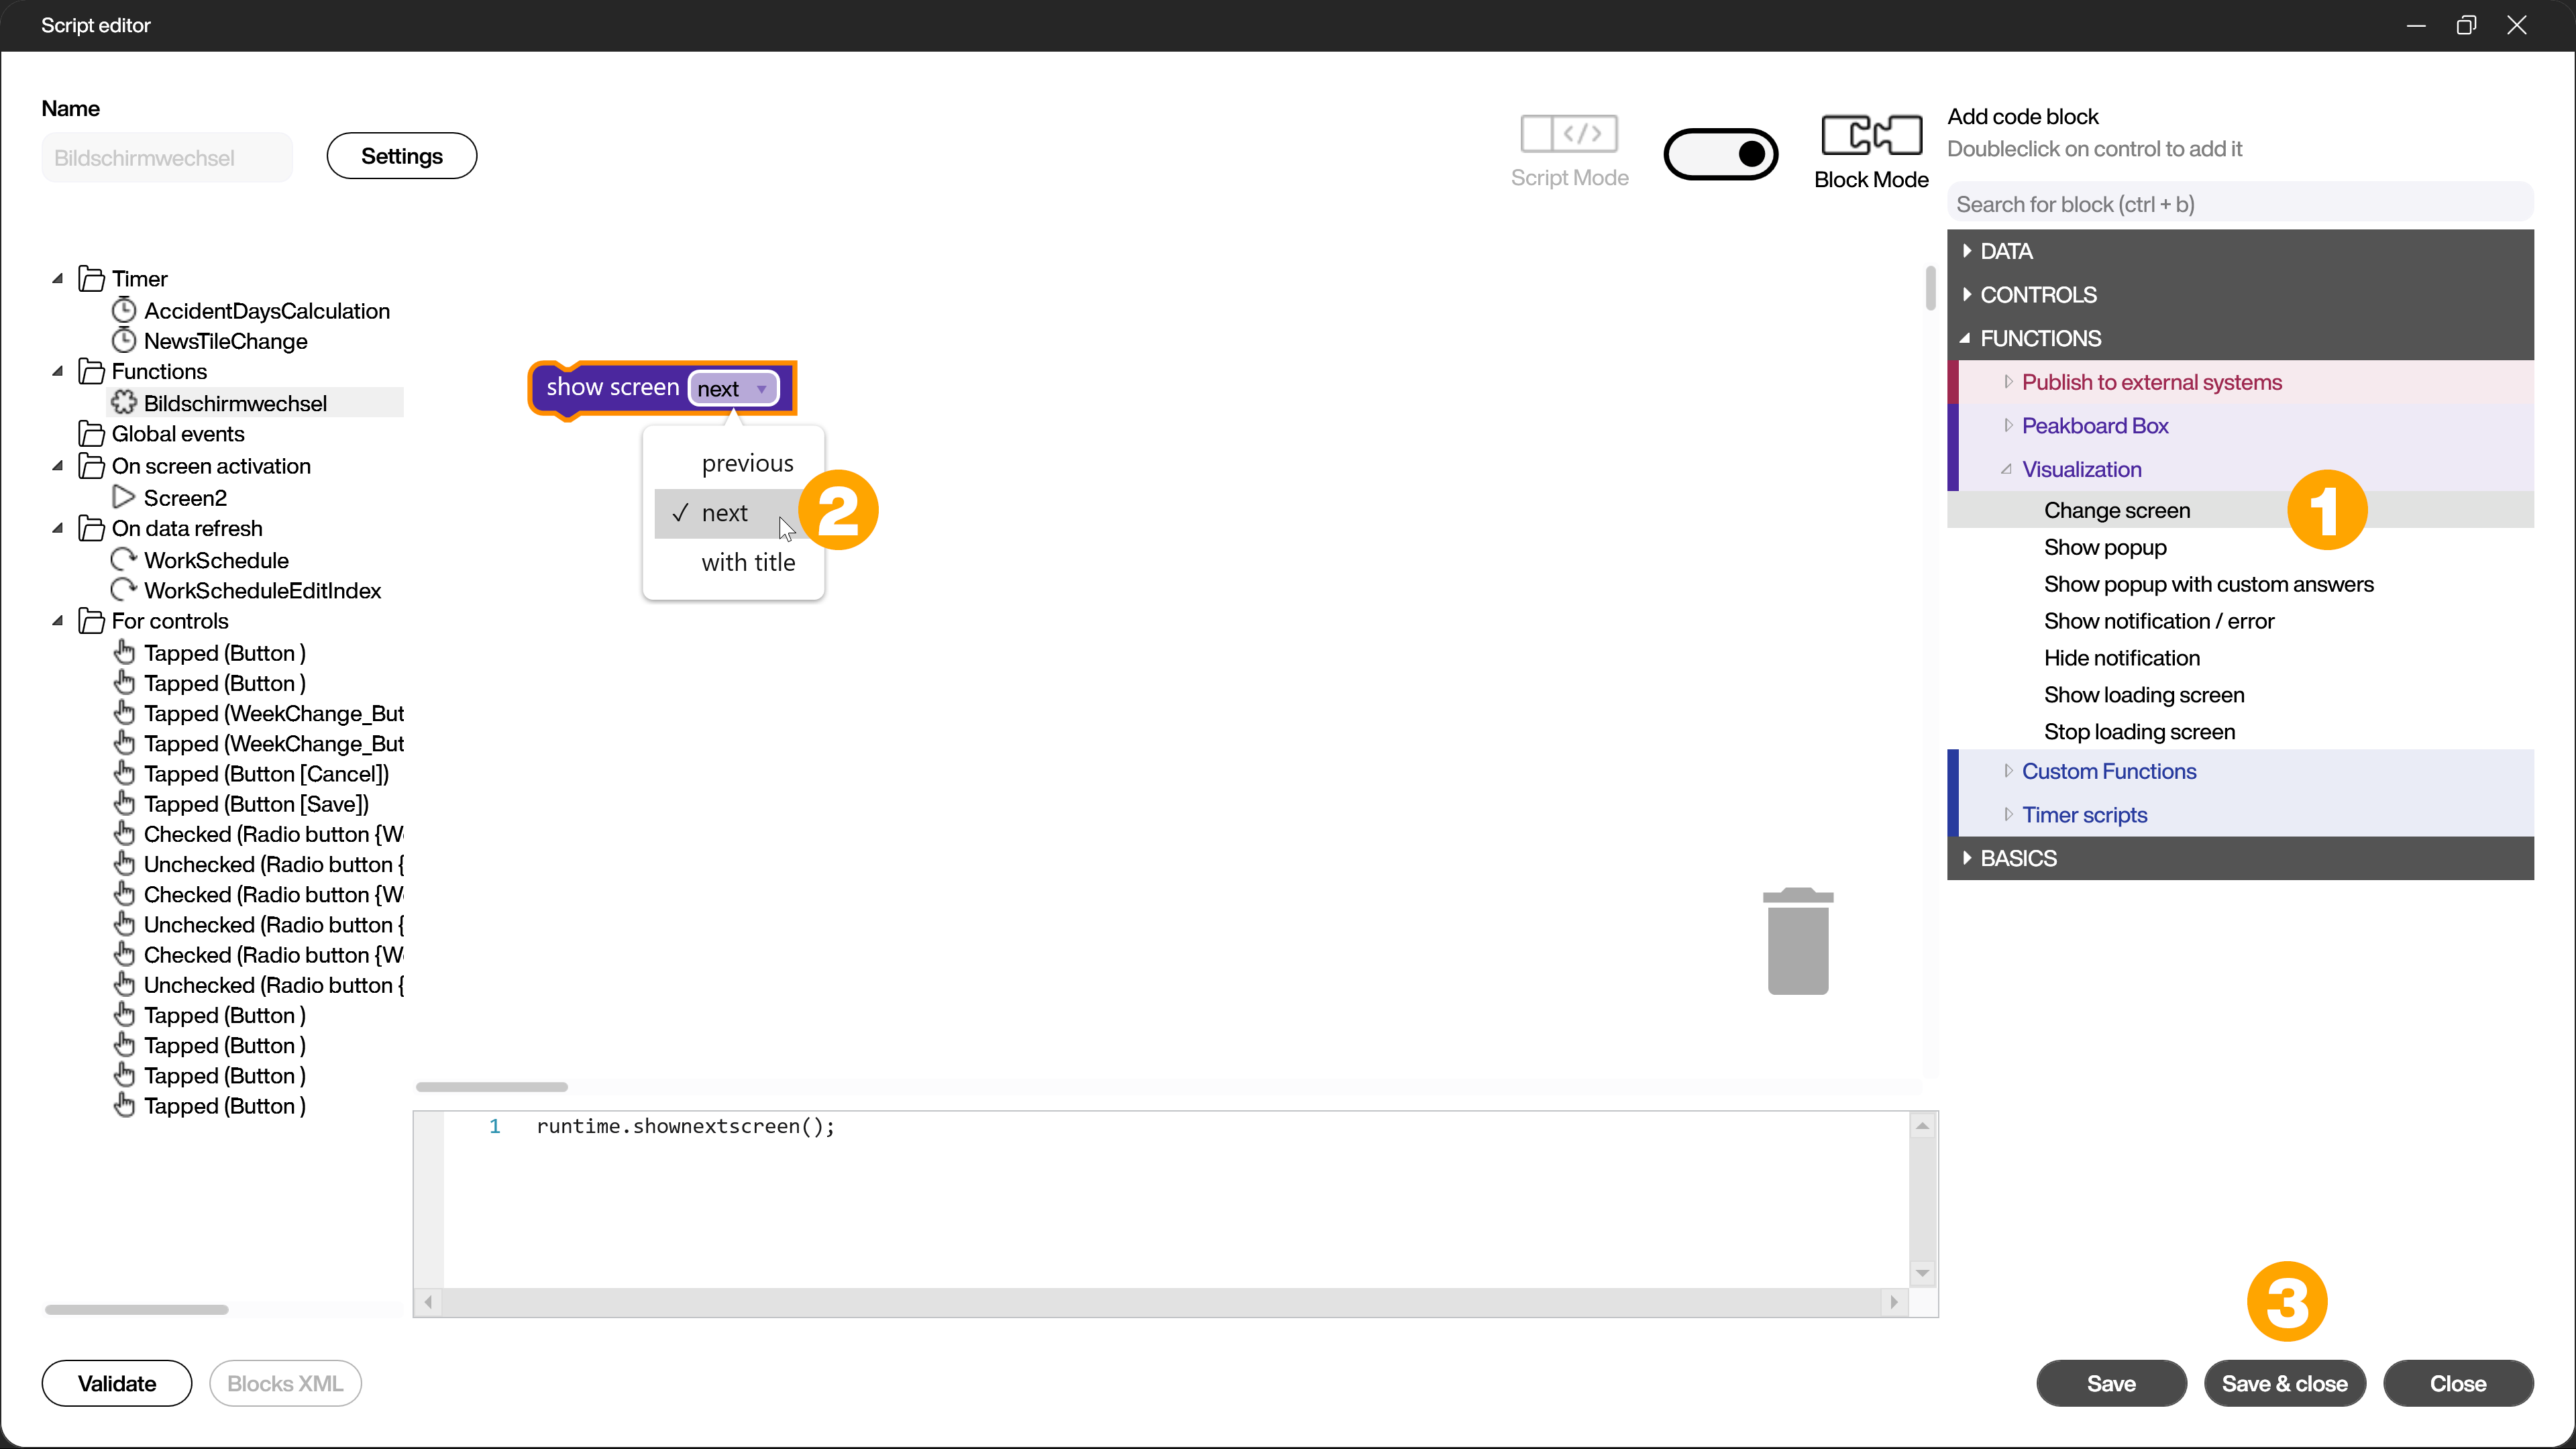 Script editor
Name
Bildschirmwechsel
Settings
Script Mode
Block Mode
Add code block
Doubleclick on control to add it
Search for block (ctrl + b)
Timer
AccidentDaysCalculation
NewsTileChange
Functions
Bildschirmwechsel
Global events
On screen activation
Screen2
On data refresh
WorkSchedule
WorkScheduleEditIndex
For controls
Tapped (Button )
Tapped (Button )
Tapped (WeekChange_But
Tapped (WeekChange_But
Tapped (Button [Cancel])
Tapped (Button [Save])
Checked (Radio button {W
Unchecked (Radio button {
Checked (Radio button {W
Unchecked (Radio button {
Checked (Radio button {W
Unchecked (Radio button {
Tapped (Button )
Tapped (Button )
Tapped (Button )
Tapped (Button )
show screen next
previous
✓ next
with title
2
DATA
CONTROLS
FUNCTIONS
Publish to external systems
Peakboard Box
Visualization
Change screen
1
Show popup
Show popup with custom answers
Show notification / error
Hide notification
Show loading screen
Stop loading screen
Custom Functions
Timer scripts
BASICS
1 runtime.shownextscreen();
3
Validate
Blocks XML
Save
Save & close
Close